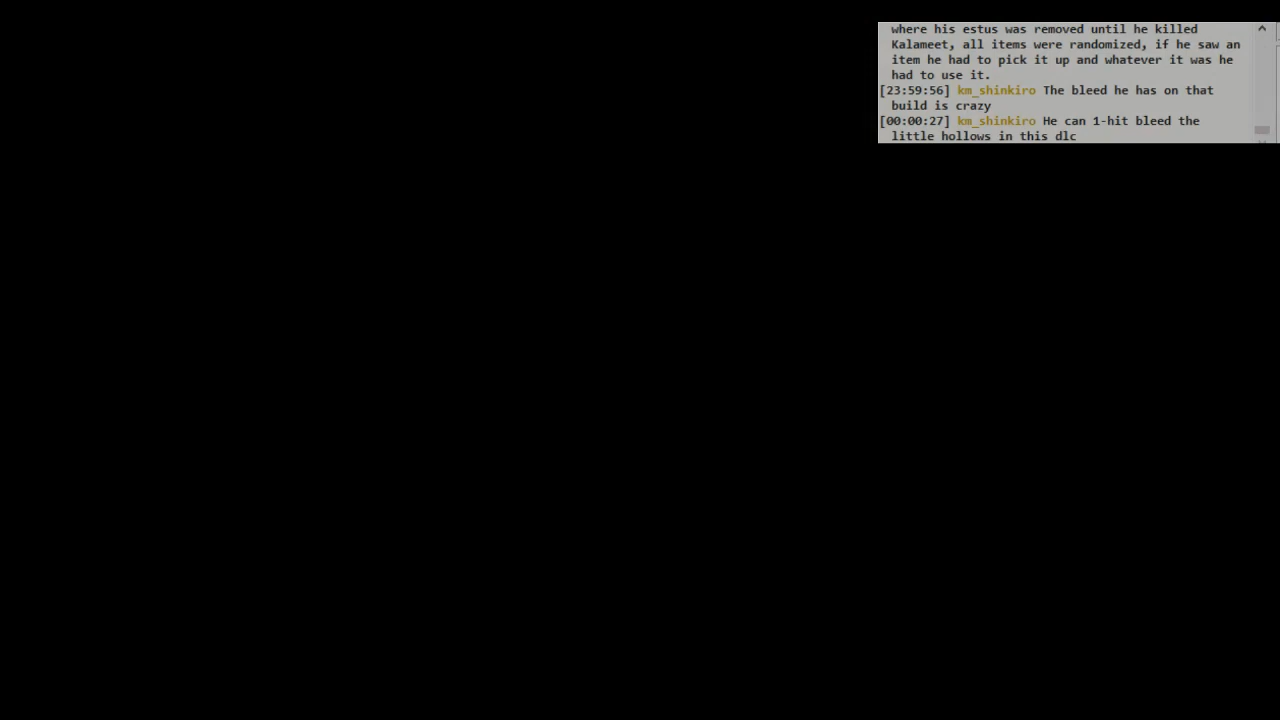 where his estus was removed until he killed
Kalameet, all items were randomized, if he saw an
item he had to pick it up and whatever it was he
had to use it.
[23:59:56] km_shinkiro The bleed he has on that
build is crazy
[00:00:27] km_shinkiro He can 1-hit bleed the
little hollows in this dlc